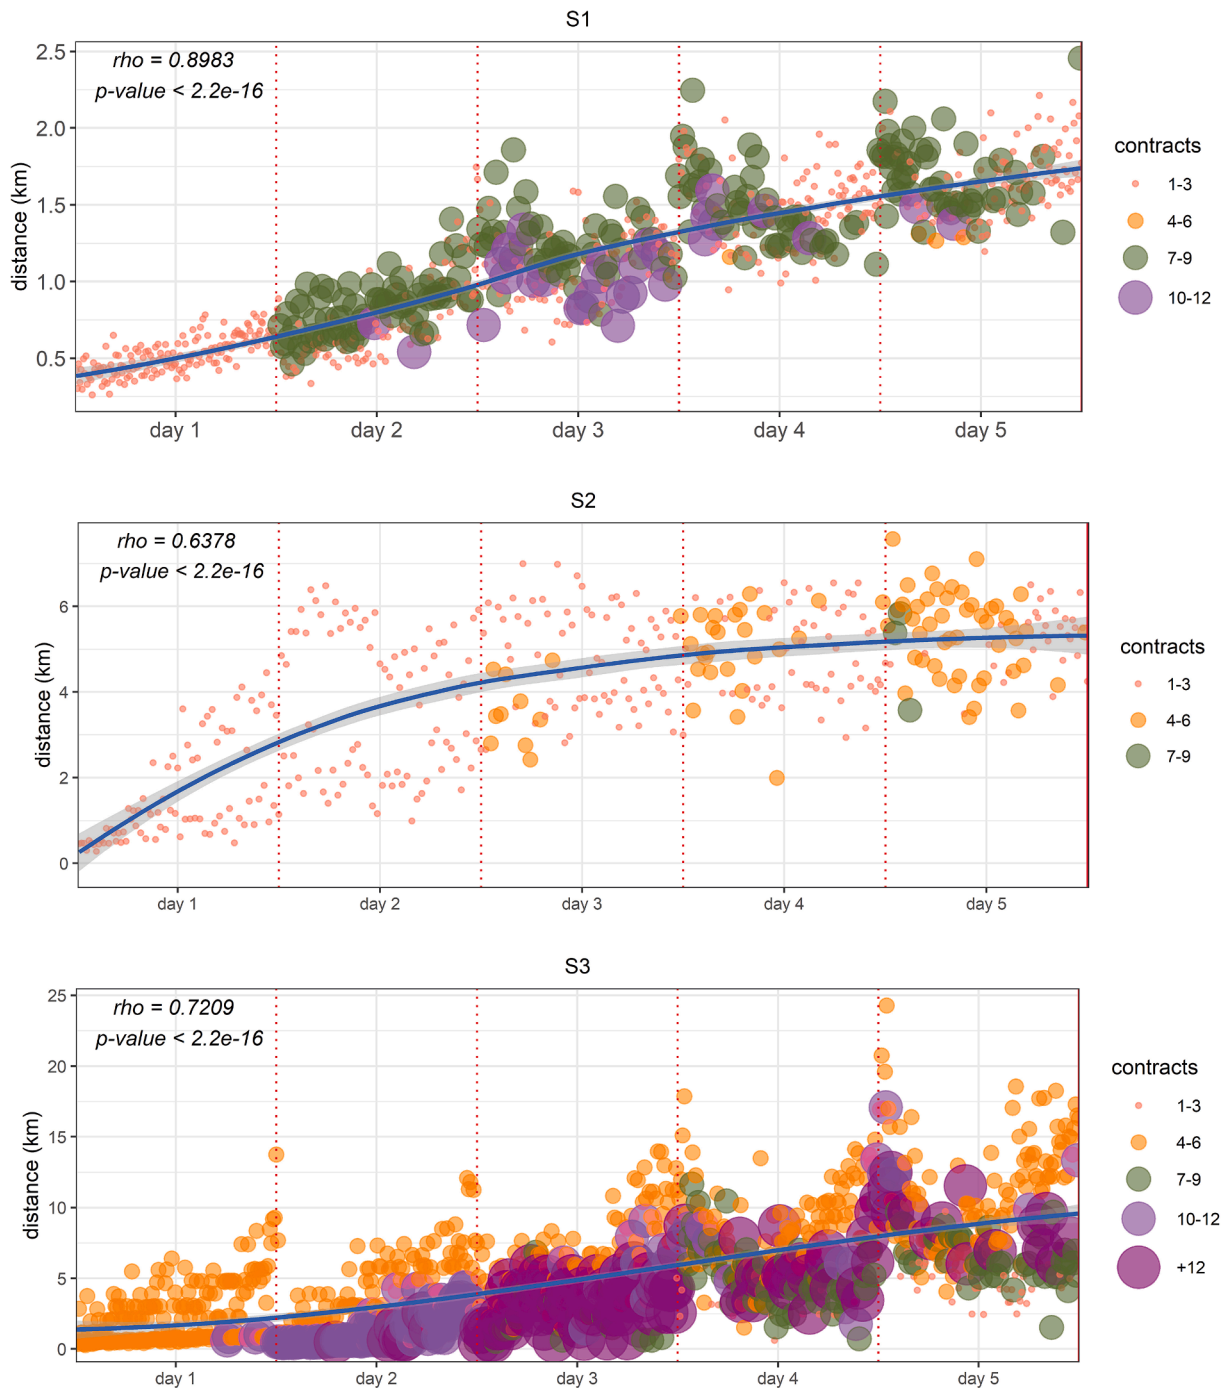 S1
rho = 0.8983
p-value < 2.2e-16
distance (km)
2.5
2.0
1.5
1.0
0.5
day 1
day 2
day 3
day 4
day 5
contracts
1-3
4-6
7-9
10-12
S2
rho = 0.6378
p-value < 2.2e-16
distance (km)
6
4
2
0
day 1
day 2
day 3
day 4
day 5
contracts
1-3
4-6
7-9
S3
rho = 0.7209
p-value < 2.2e-16
distance (km)
25
20
15
10
5
0
day 1
day 2
day 3
day 4
day 5
contracts
1-3
4-6
7-9
10-12
+12